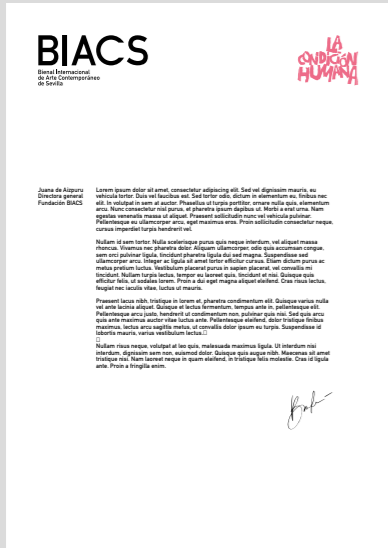 BIACS
Bienal Internacional
de Arte Contemporáneo
de Sevilla
LA
CONDICIÓN
HUMANA
Juana de Aizpuru
Directora general
Fundación BIACS
Lorem ipsum dolor sit amet, consectetur adipiscing elit. Sed vel dignissim mauris, eu
vehicula tortor. Duis vel faucibus est. Sed tortor odio, dictum in elementum eu, finibus nec
elit. In volutpat in sem at auctor. Phasellus ut turpis porttitor, ornare nulla quis, elementum
arcu. Nunc consectetur nisl purus, et pharetra ipsum dapibus ut. Morbi a erat urna. Nam
egestas venenatis massa ut aliquet. Praesent sollicitudin nunc vel vehicula pulvinar.
Pellentesque eu ullamcorper arcu, eget maximus eros. Proin sollicitudin consectetur neque,
cursus imperdiet turpis hendrerit vel.
Nullam id sem tortor. Nulla scelerisque purus quis neque interdum, vel aliquet massa
rhoncus. Vivamus nec pharetra dolor. Aliquam ullamcorper, odio quis accumsan congue,
sem orci pulvinar ligula, tincidunt pharetra ligula dui sed magna. Suspendisse sed
ullamcorper arcu. Integer ac ligula sit amet tortor efficitur cursus. Etiam dictum purus ac
metus pretium luctus. Vestibulum placerat purus in sapien placerat, vel convallis mi
tincidunt. Nullam turpis lectus, tempor eu laoreet quis, tincidunt et nisi. Quisque quis
efficitur felis, ut sodales lorem. Proin a dui eget magna aliquet eleifend. Cras risus lectus,
feugiat nec iaculis vitae, luctus ut mauris.
Praesent lacus nibh, tristique in lorem et, pharetra condimentum elit. Quisque varius nulla
vel ante lacinia aliquet. Quisque et lectus fermentum, tempus ante in, pellentesque elit.
Pellentesque arcu justo, hendrerit ut condimentum non, pulvinar quis nisi. Sed quis arcu
quis ante maximus auctor vitae luctus ante. Pellentesque eleifend, dolor tristique finibus
maximus, lectus arcu sagittis metus, ut convallis dolor ipsum eu turpis. Suspendisse id
lobortis mauris, varius vestibulum lectus.
Nullam risus neque, volutpat at leo quis, malesuada maximus ligula. Ut interdum nisi
interdum, dignissim sem non, euismod dolor. Quisque quis augue nibh. Maecenas sit amet
tristique nisi. Nam laoreet neque in quam eleifend, in tristique felis molestie. Cras id ligula
ante. Proin a fringilla enim.